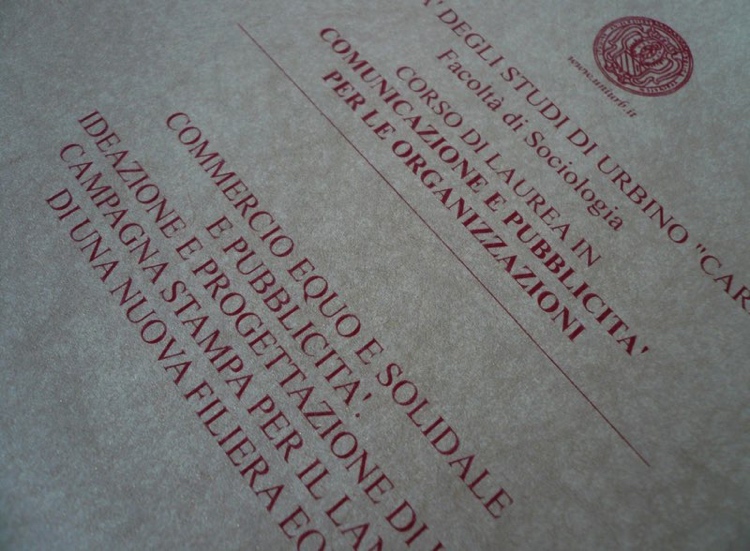 www.uniurb.it
DEGLI STUDI DI URBINO "CAR
Facoltà di Sociologia
CORSO DI LAUREA IN
COMUNICAZIONE E PUBBLICITA'
PER LE ORGANIZZAZIONI
COMMERCIO EQUO E SOLIDALE
E PUBBLICITA'.
IDEAZIONE E PROGETTAZIONE DI
CAMPAGNA STAMPA PER IL LAN
DI UNA NUOVA FILIERA EQ